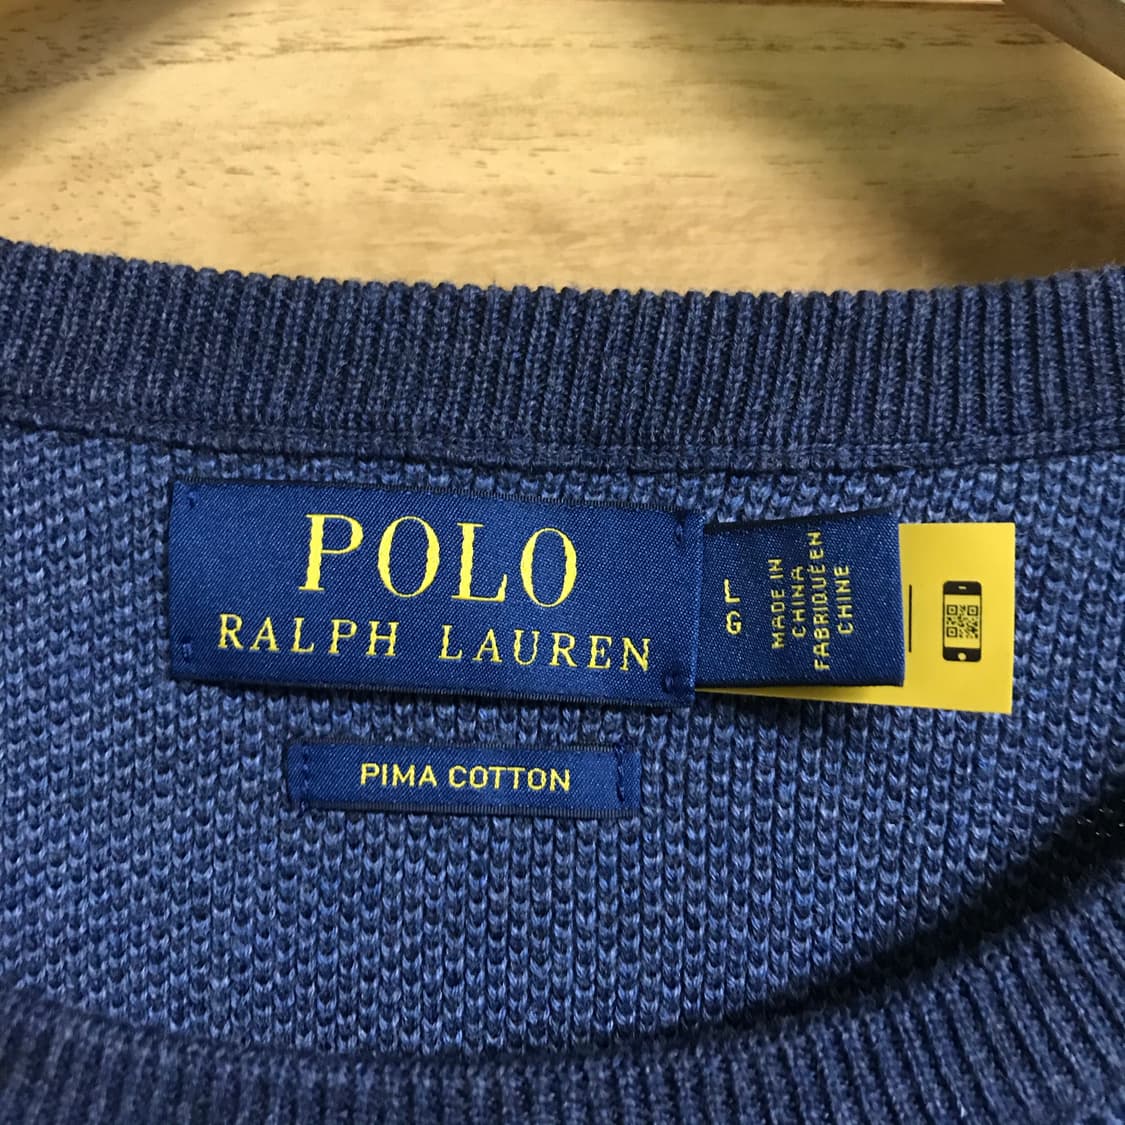 POLO
RALPH LAUREN
L
G
MADE IN
CHINA
FABRIQUÉ EN
CHINE
PIMA COTTON